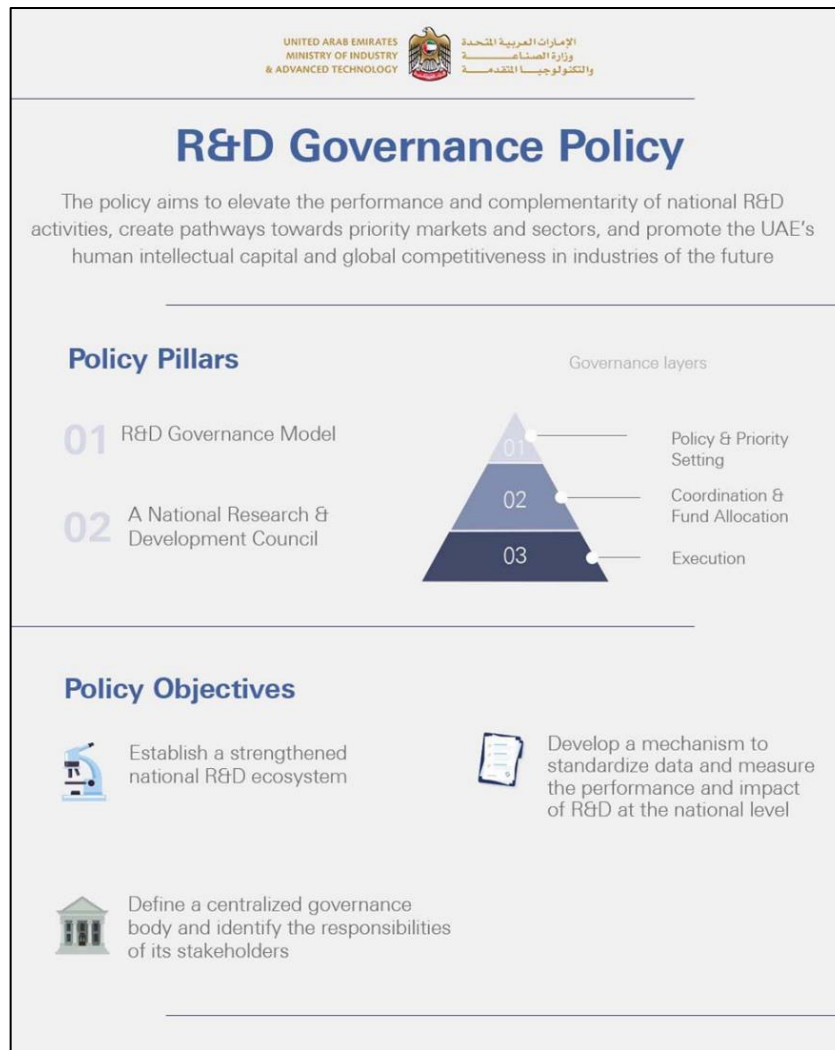 UNITED ARAB EMIRATES
MINISTRY OF INDUSTRY
& ADVANCED TECHNOLOGY
الإمارات العربية المتحدة
وزارة الصناعة
والتكنولوجيا المتقدمة
R&D Governance Policy
The policy aims to elevate the performance and complementarity of national R&D
activities, create pathways towards priority markets and sectors, and promote the UAE's
human intellectual capital and global competitiveness in industries of the future
Policy Pillars
01 R&D Governance Model
02 A National Research &
Development Council
Governance layers
01
Policy & Priority
Setting
02
Coordination &
Fund Allocation
03
Execution
Policy Objectives
Establish a strengthened
national R&D ecosystem
Develop a mechanism to
standardize data and measure
the performance and impact
of R&D at the national level
Define a centralized governance
body and identify the responsibilities
of its stakeholders